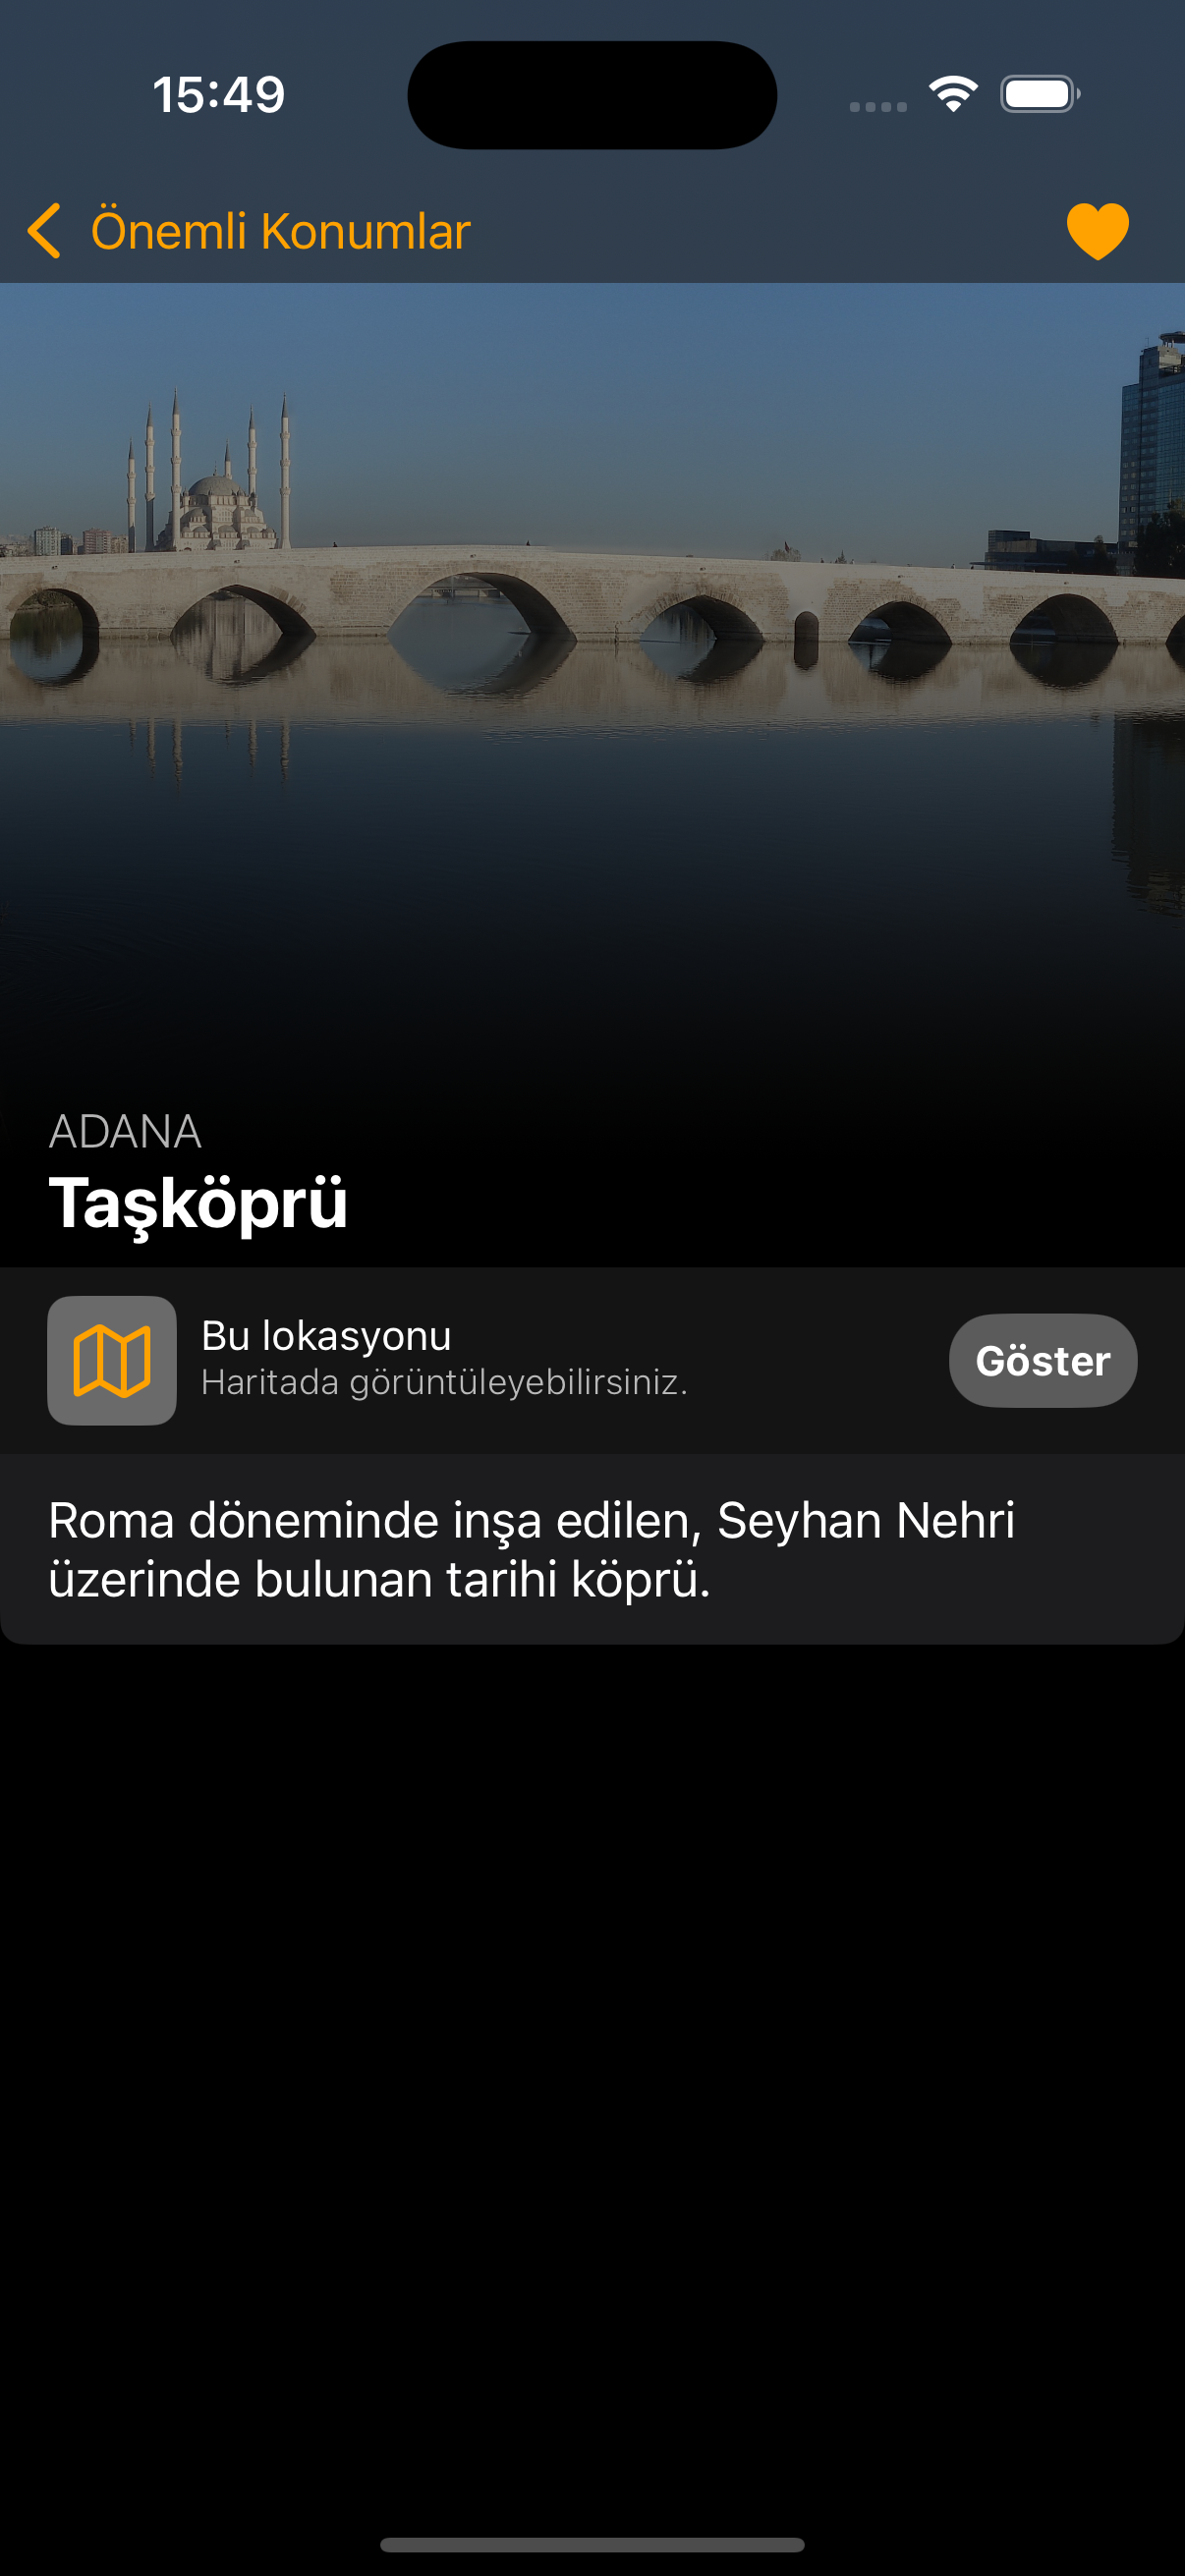 15:49
Önemli Konumlar
ADANA
Taşköprü
Bu lokasyonu
Haritada görüntüleyebilirsiniz.
Göster
Roma döneminde inşa edilen, Seyhan Nehri
üzerinde bulunan tarihi köprü.